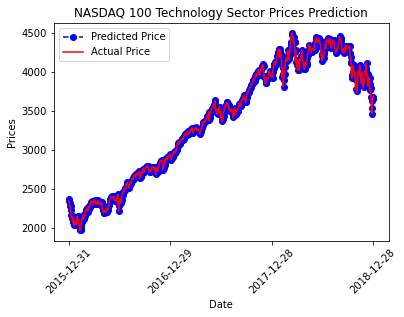 NASDAQ 100 Technology Sector Prices Prediction
Predicted Price
Actual Price
Prices
4500
4000
3500
3000
2500
2000
2015-12-31
2016-12-29
2017-12-28
2018-12-28
Date